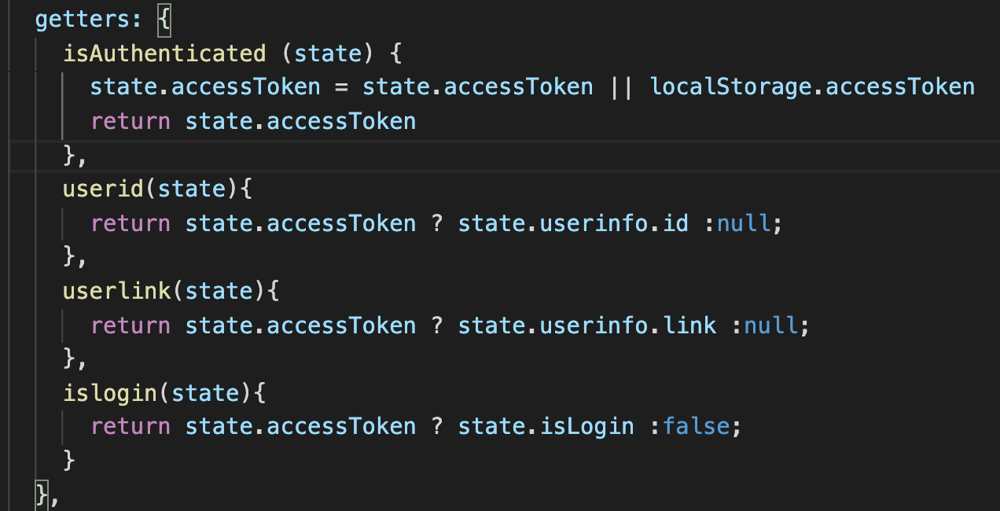 getters: {
isAuthenticated (state) {
state.accessToken = state.accessToken || localStorage.accessToken
return state.accessToken
},
userid(state){
return state.accessToken ? state.userinfo.id :null;
},
userlink(state){
return state.accessToken ? state.userinfo.link :null;
},
islogin(state){
return state.accessToken ? state.isLogin :false;
}
},